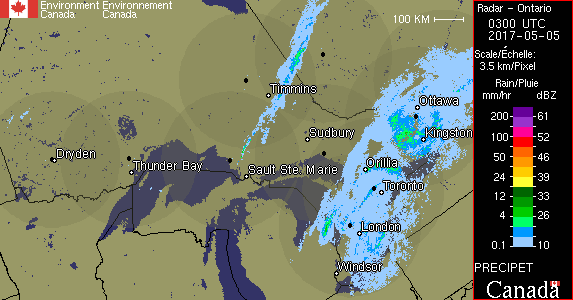 Environment Environnement
Canada Canada
100 KM
Timmins
Ottawa
Sudbury
Kingston
Dryden
Thunder Bay
Sault Ste. Marie
Orillia
Toronto
London
Windsor
Radar - Ontario
0300 UTC
2017-05-05
Scale/Échelle:
3.5 km/Pixel
Rain/Pluie
mm/hr dBZ
200 61
100 52
50 46
24 39
12 33
4 26
0.1 10
PRECIPET
Canada